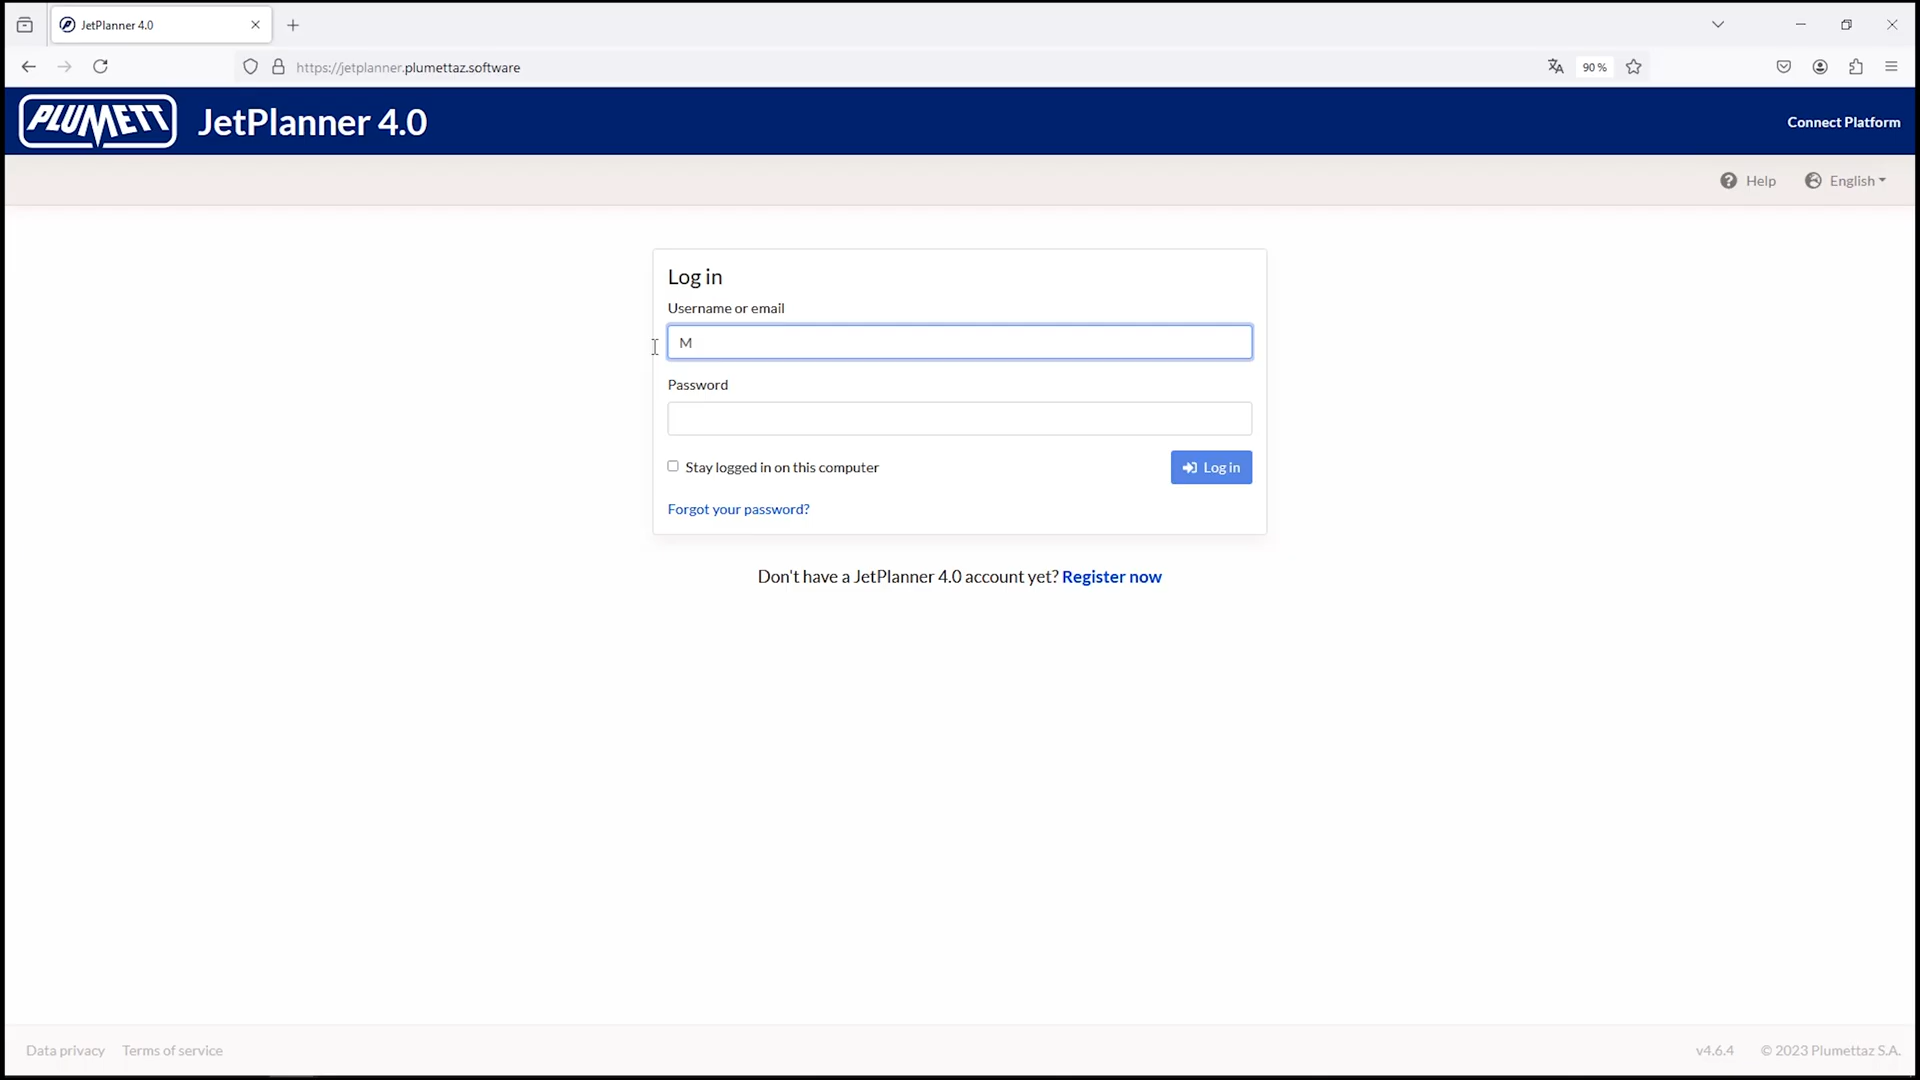 JetPlanner 4.0
https://jetplanner.plumettaz.software
90 %
PLUMETT
JetPlanner 4.0
Connect Platform
Help
English
Log in
Username or email
M
Password
Stay logged in on this computer
Log in
Forgot your password?
Don't have a JetPlanner 4.0 account yet? Register now
Data privacy
Terms of service
v4.6.4
© 2023 Plumettaz S.A.